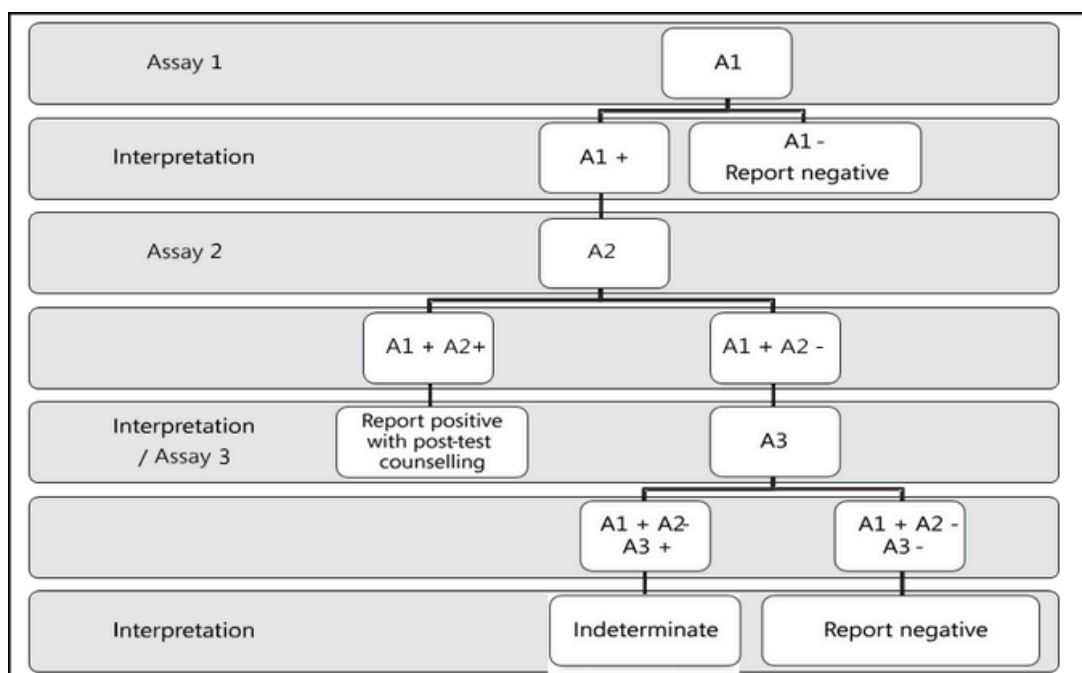 Assay 1
A1
Interpretation
A1 +
A1 -
Report negative
Assay 2
A2
A1 + A2+
A1 + A2 -
Interpretation
/ Assay 3
Report positive
with post-test
counselling
A3
A1 + A2-
A3 +
A1 + A2 -
A3 -
Interpretation
Indeterminate
Report negative